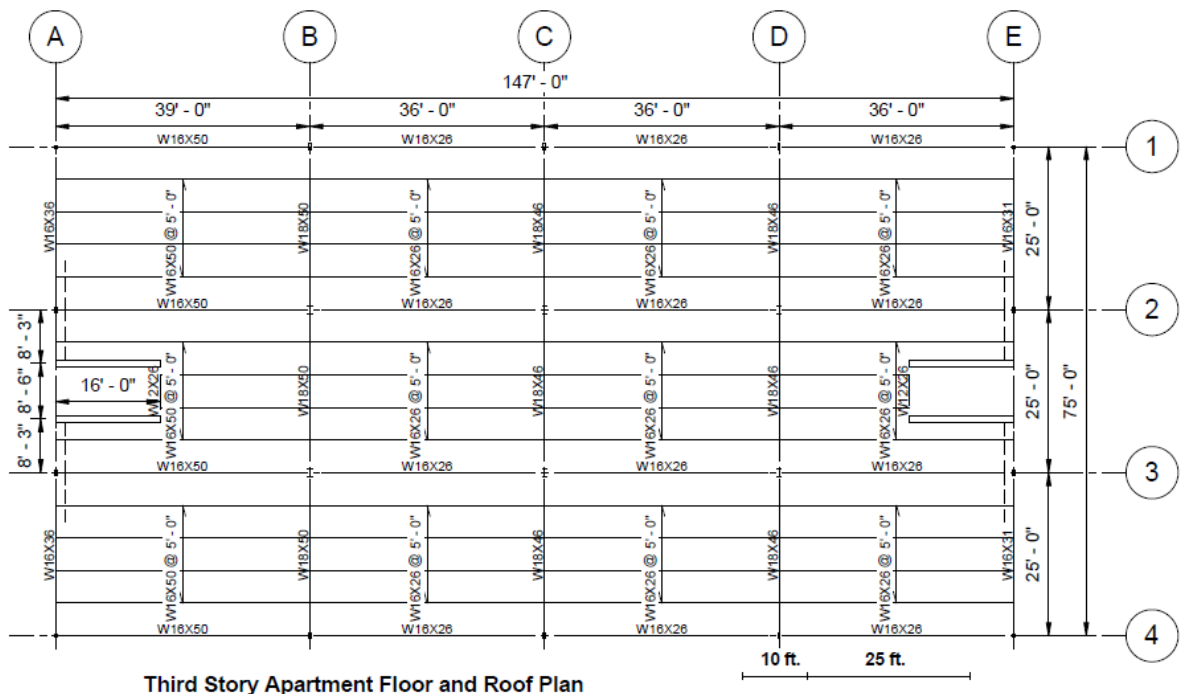 A B C D E
147' - 0"
39' - 0" 36' - 0" 36' - 0" 36' - 0"
W16X50 W16X26 W16X26 W16X26
1
W16X36 W16X50 @ 5' - 0" W18X50 W16X26 @ 5' - 0" W18X46 W16X26 @ 5' - 0" W18X46 W16X26 @ 5' - 0" W16X31 25' - 0"
W16X50 W16X26 W16X26 W16X26
2
8' - 3"
16' - 0" W12X26 W16X50 @ 5' - 0" W18X50 W16X26 @ 5' - 0" W18X46 W16X26 @ 5' - 0" W18X46 W16X26 @ 5' - 0" W12X26 25' - 0" 75' - 0"
8' - 6"
8' - 3"
W16X50 W16X26 W16X26 W16X26
3
W16X36 W16X50 @ 5' - 0" W18X50 W16X26 @ 5' - 0" W18X46 W16X26 @ 5' - 0" W18X46 W16X26 @ 5' - 0" W16X31 25' - 0"
W16X50 W16X26 W16X26 W16X26
4
10 ft. 25 ft.
Third Story Apartment Floor and Roof Plan